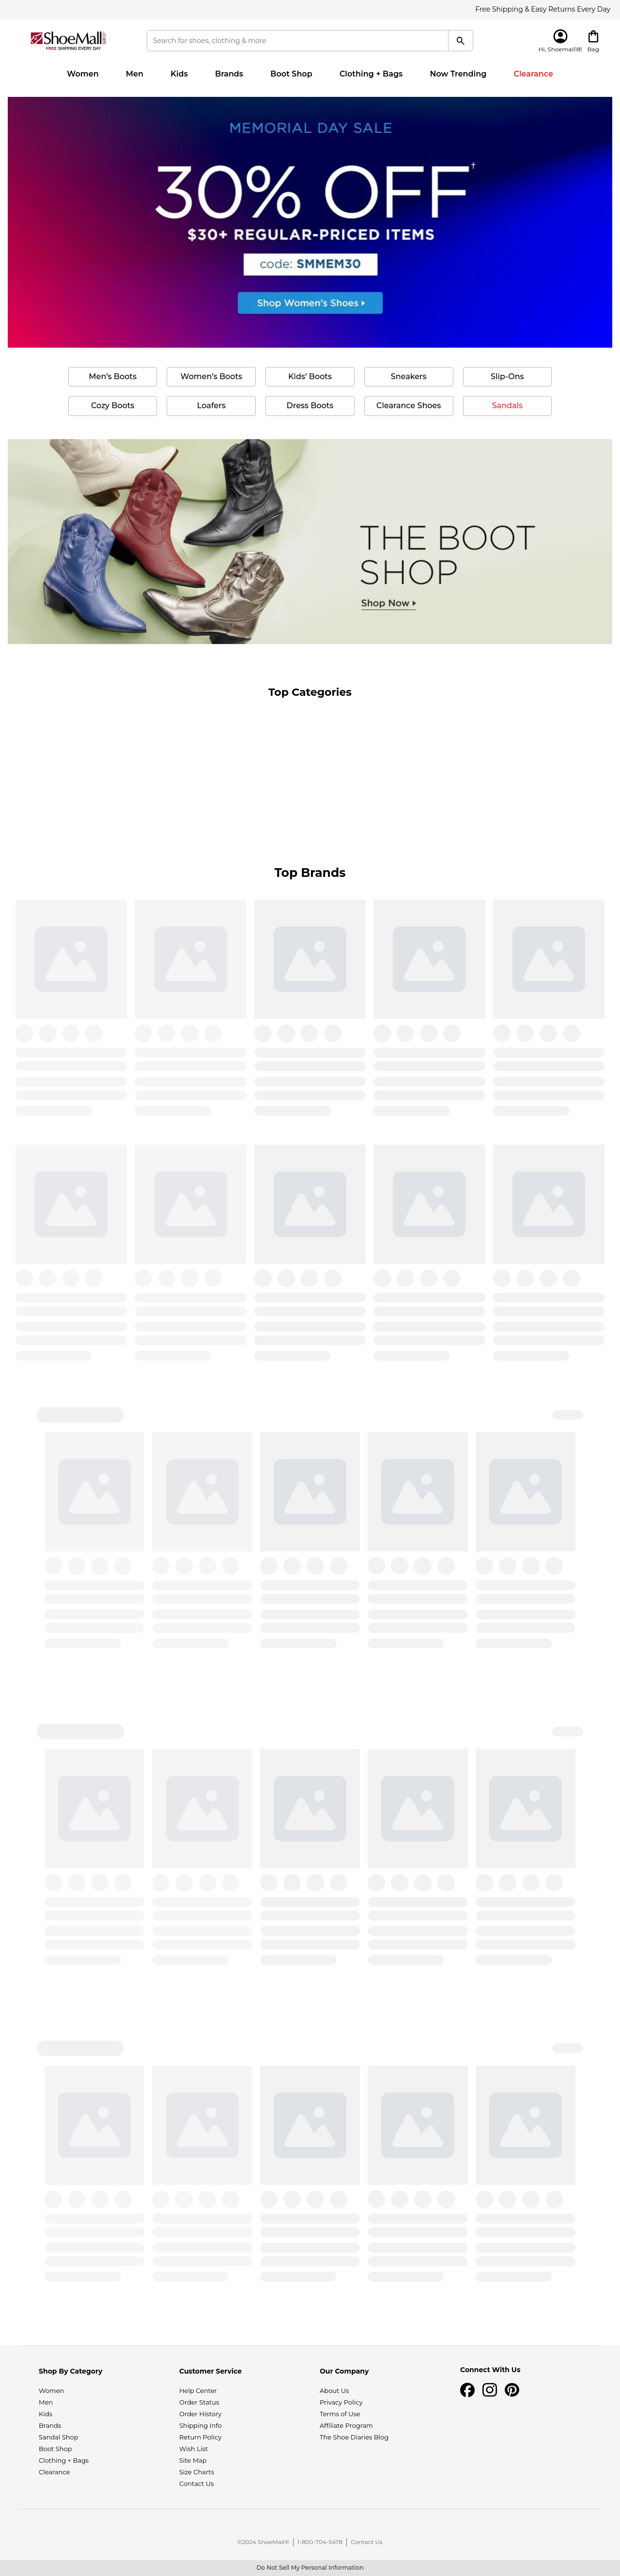 Free Shipping & Easy Returns Every Day
ShoeMall
FREE SHIPPING EVERY DAY
Search for shoes, clothing & more
Hi, Shoemall18!
Bag
Women Men Kids Brands Boot Shop Clothing + Bags Now Trending Clearance
MEMORIAL DAY SALE
30% OFF†
$30+ REGULAR-PRICED ITEMS
code: SMMEM30
Shop Women's Shoes
Men's Boots Women's Boots Kids' Boots Sneakers Slip-Ons
Cozy Boots Loafers Dress Boots Clearance Shoes Sandals
THE BOOT
SHOP
Shop Now
Top Categories
Top Brands
Shop By Category
Women
Men
Kids
Brands
Sandal Shop
Boot Shop
Clothing + Bags
Clearance
Customer Service
Help Center
Order Status
Order History
Shipping Info
Return Policy
Wish List
Site Map
Size Charts
Contact Us
Our Company
About Us
Privacy Policy
Terms of Use
Affiliate Program
The Shoe Diaries Blog
Connect With Us
©2024 ShoeMall® | 1-800-704-5478 | Contact Us
Do Not Sell My Personal Information